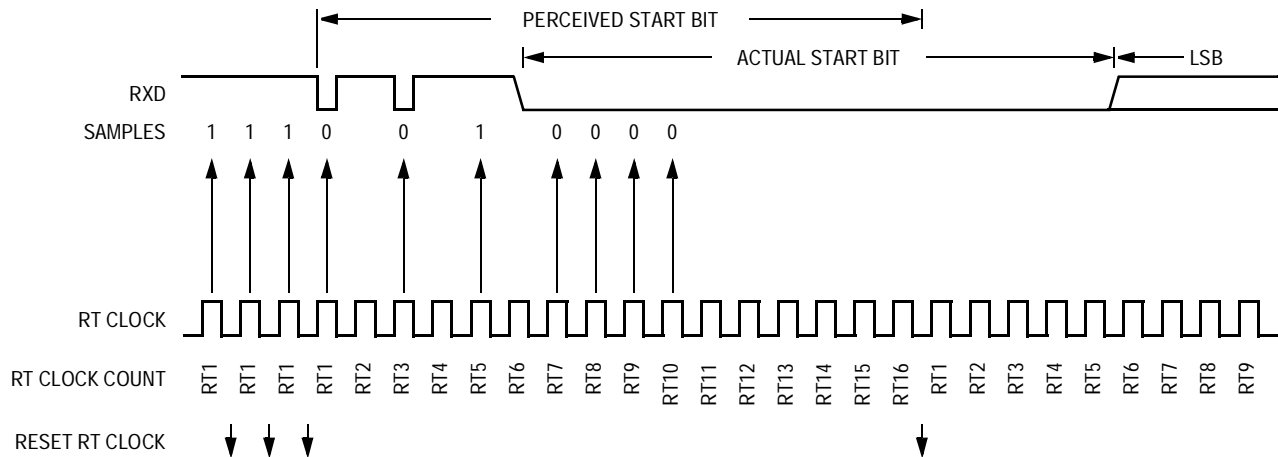 PERCEIVED START BIT
ACTUAL START BIT LSB
RXD
SAMPLES 1 1 1 0 0 1 0 0 0 0
RT CLOCK
RT CLOCK COUNT RT1 RT1 RT1 RT1 RT2 RT3 RT4 RT5 RT6 RT7 RT8 RT9 RT10 RT11 RT12 RT13 RT14 RT15 RT16 RT1 RT2 RT3 RT4 RT5 RT6 RT7 RT8 RT9
RESET RT CLOCK